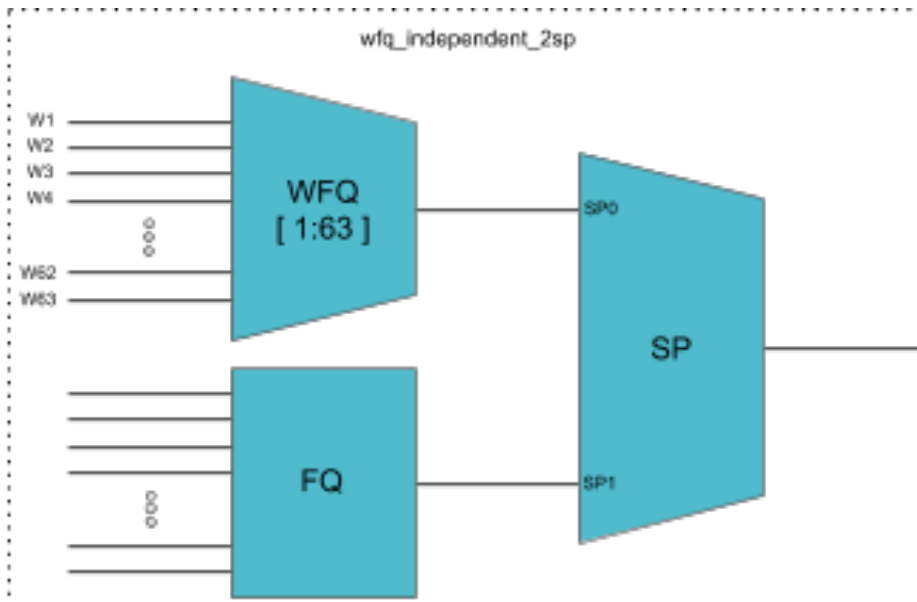 wfq_independent_2sp
W1
W2
W3
W4
W62
W63
WFQ
[ 1:63 ]
SP0
SP
FQ
SP1